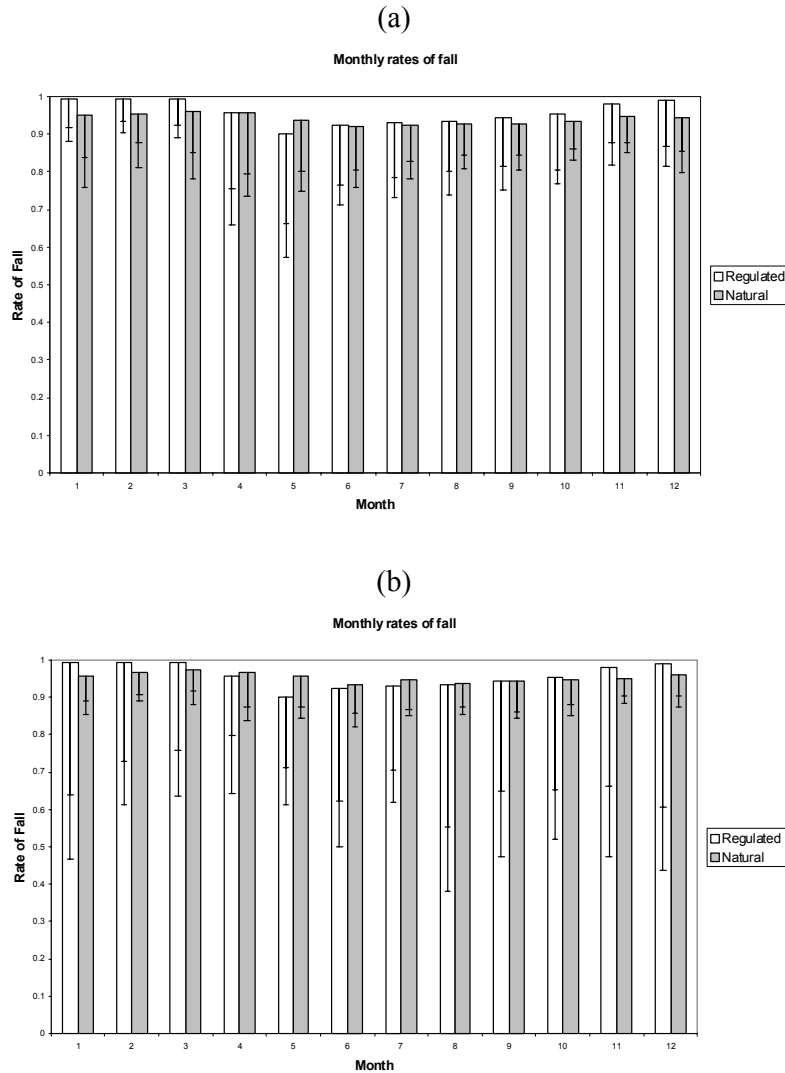 (a)
Monthly rates of fall
1
0.9
0.8
0.7
0.6
0.5
0.4
0.3
0.2
0.1
0
Rate of Fall
1 2 3 4 5 6 7 8 9 10 11 12
Month
Regulated
Natural
(b)
Monthly rates of fall
1
0.9
0.8
0.7
0.6
0.5
0.4
0.3
0.2
0.1
0
Rate of Fall
1 2 3 4 5 6 7 8 9 10 11 12
Month
Regulated
Natural